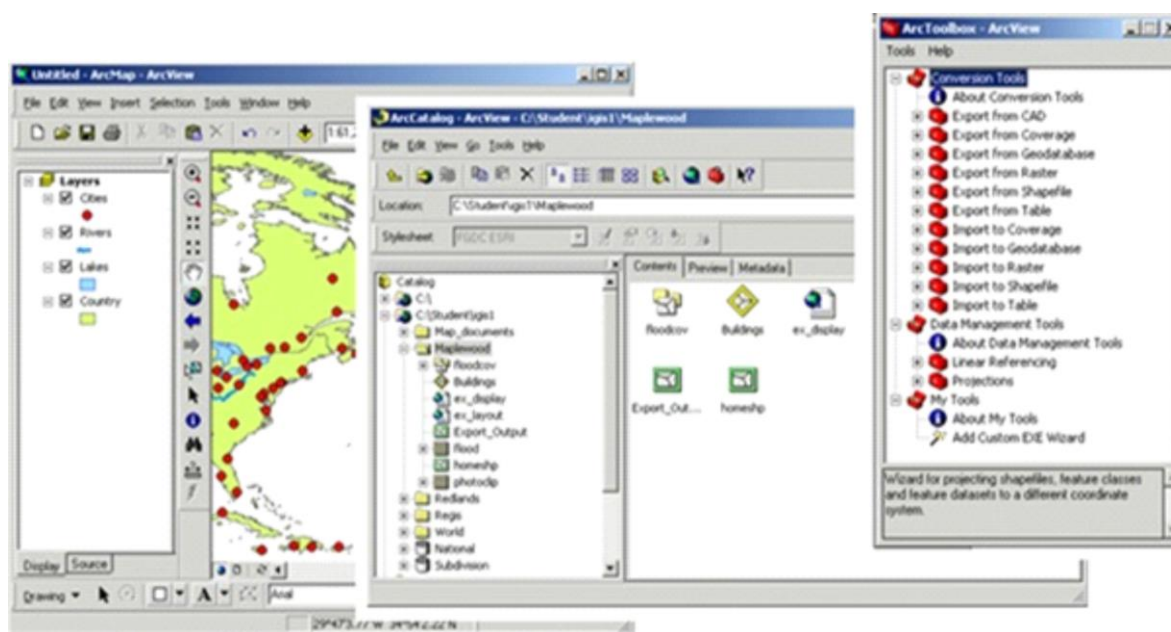 Untitled - ArcMap - ArcView
File Edit View Insert Selection Tools Window Help
Layers
Cities
Rivers
Lakes
Country
Display Source
Drawing A Arial
ArcCatalog - ArcView - C:\Student\igis1\Maplewood
File Edit View Go Tools Help
Location: C:\Student\igis1\Maplewood
Stylesheet: FGDC ESRI
Catalog
C:\
C:\Student\igis1
Map_documents
Maplewood
floodcov
Buildings
ex_display
ex_layout
Export_Output
flood
homeshp
photoclip
Redlands
Regis
World
National
Subdivision
Contents Preview Metadata
floodcov Buildings ex_display
Export_Out... homeshp
ArcToolbox - ArcView
Tools Help
Conversion Tools
About Conversion Tools
Export from CAD
Export from Coverage
Export from Geodatabase
Export from Raster
Export from Shapefile
Export from Table
Import to Coverage
Import to Geodatabase
Import to Raster
Import to Shapefile
Import to Table
Data Management Tools
About Data Management Tools
Linear Referencing
Projections
My Tools
About My Tools
Add Custom EXE Wizard
Wizard for projecting shapefiles, feature classes
and feature datasets to a different coordinate
system.